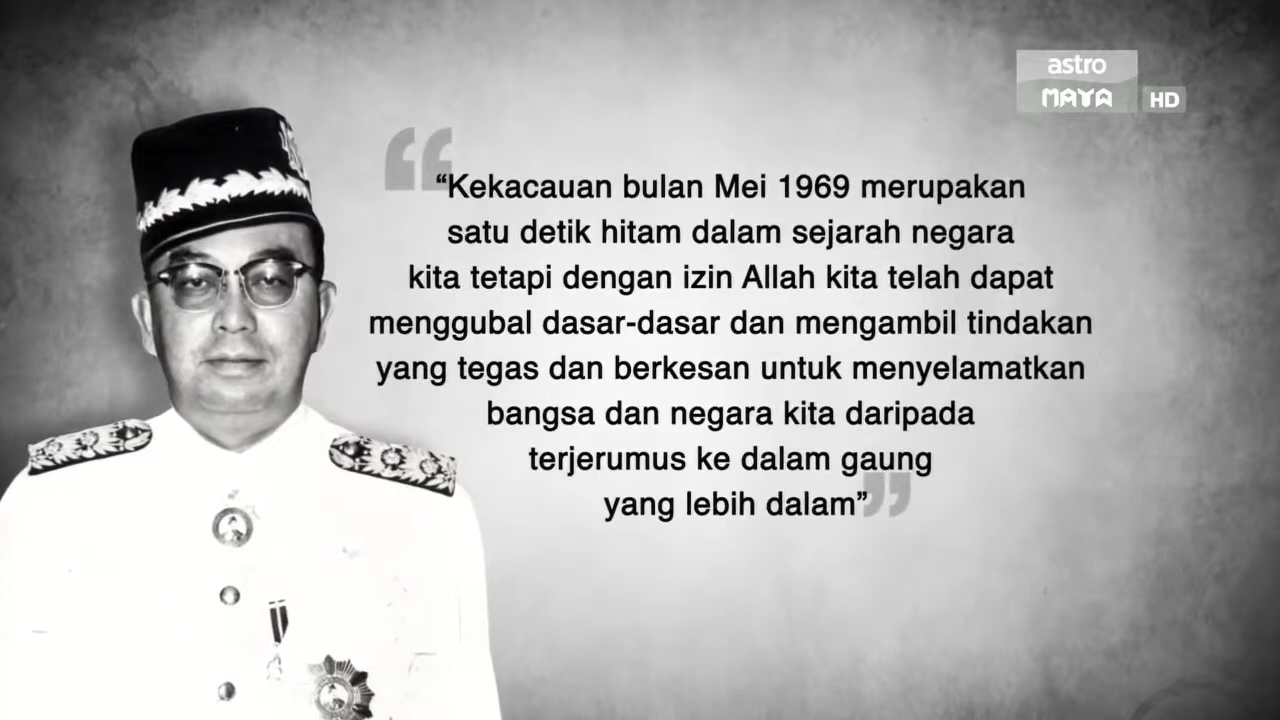 astro
MAYA HD
“Kekacauan bulan Mei 1969 merupakan
satu detik hitam dalam sejarah negara
kita tetapi dengan izin Allah kita telah dapat
menggubal dasar-dasar dan mengambil tindakan
yang tegas dan berkesan untuk menyelamatkan
bangsa dan negara kita daripada
terjerumus ke dalam gaung
yang lebih dalam”